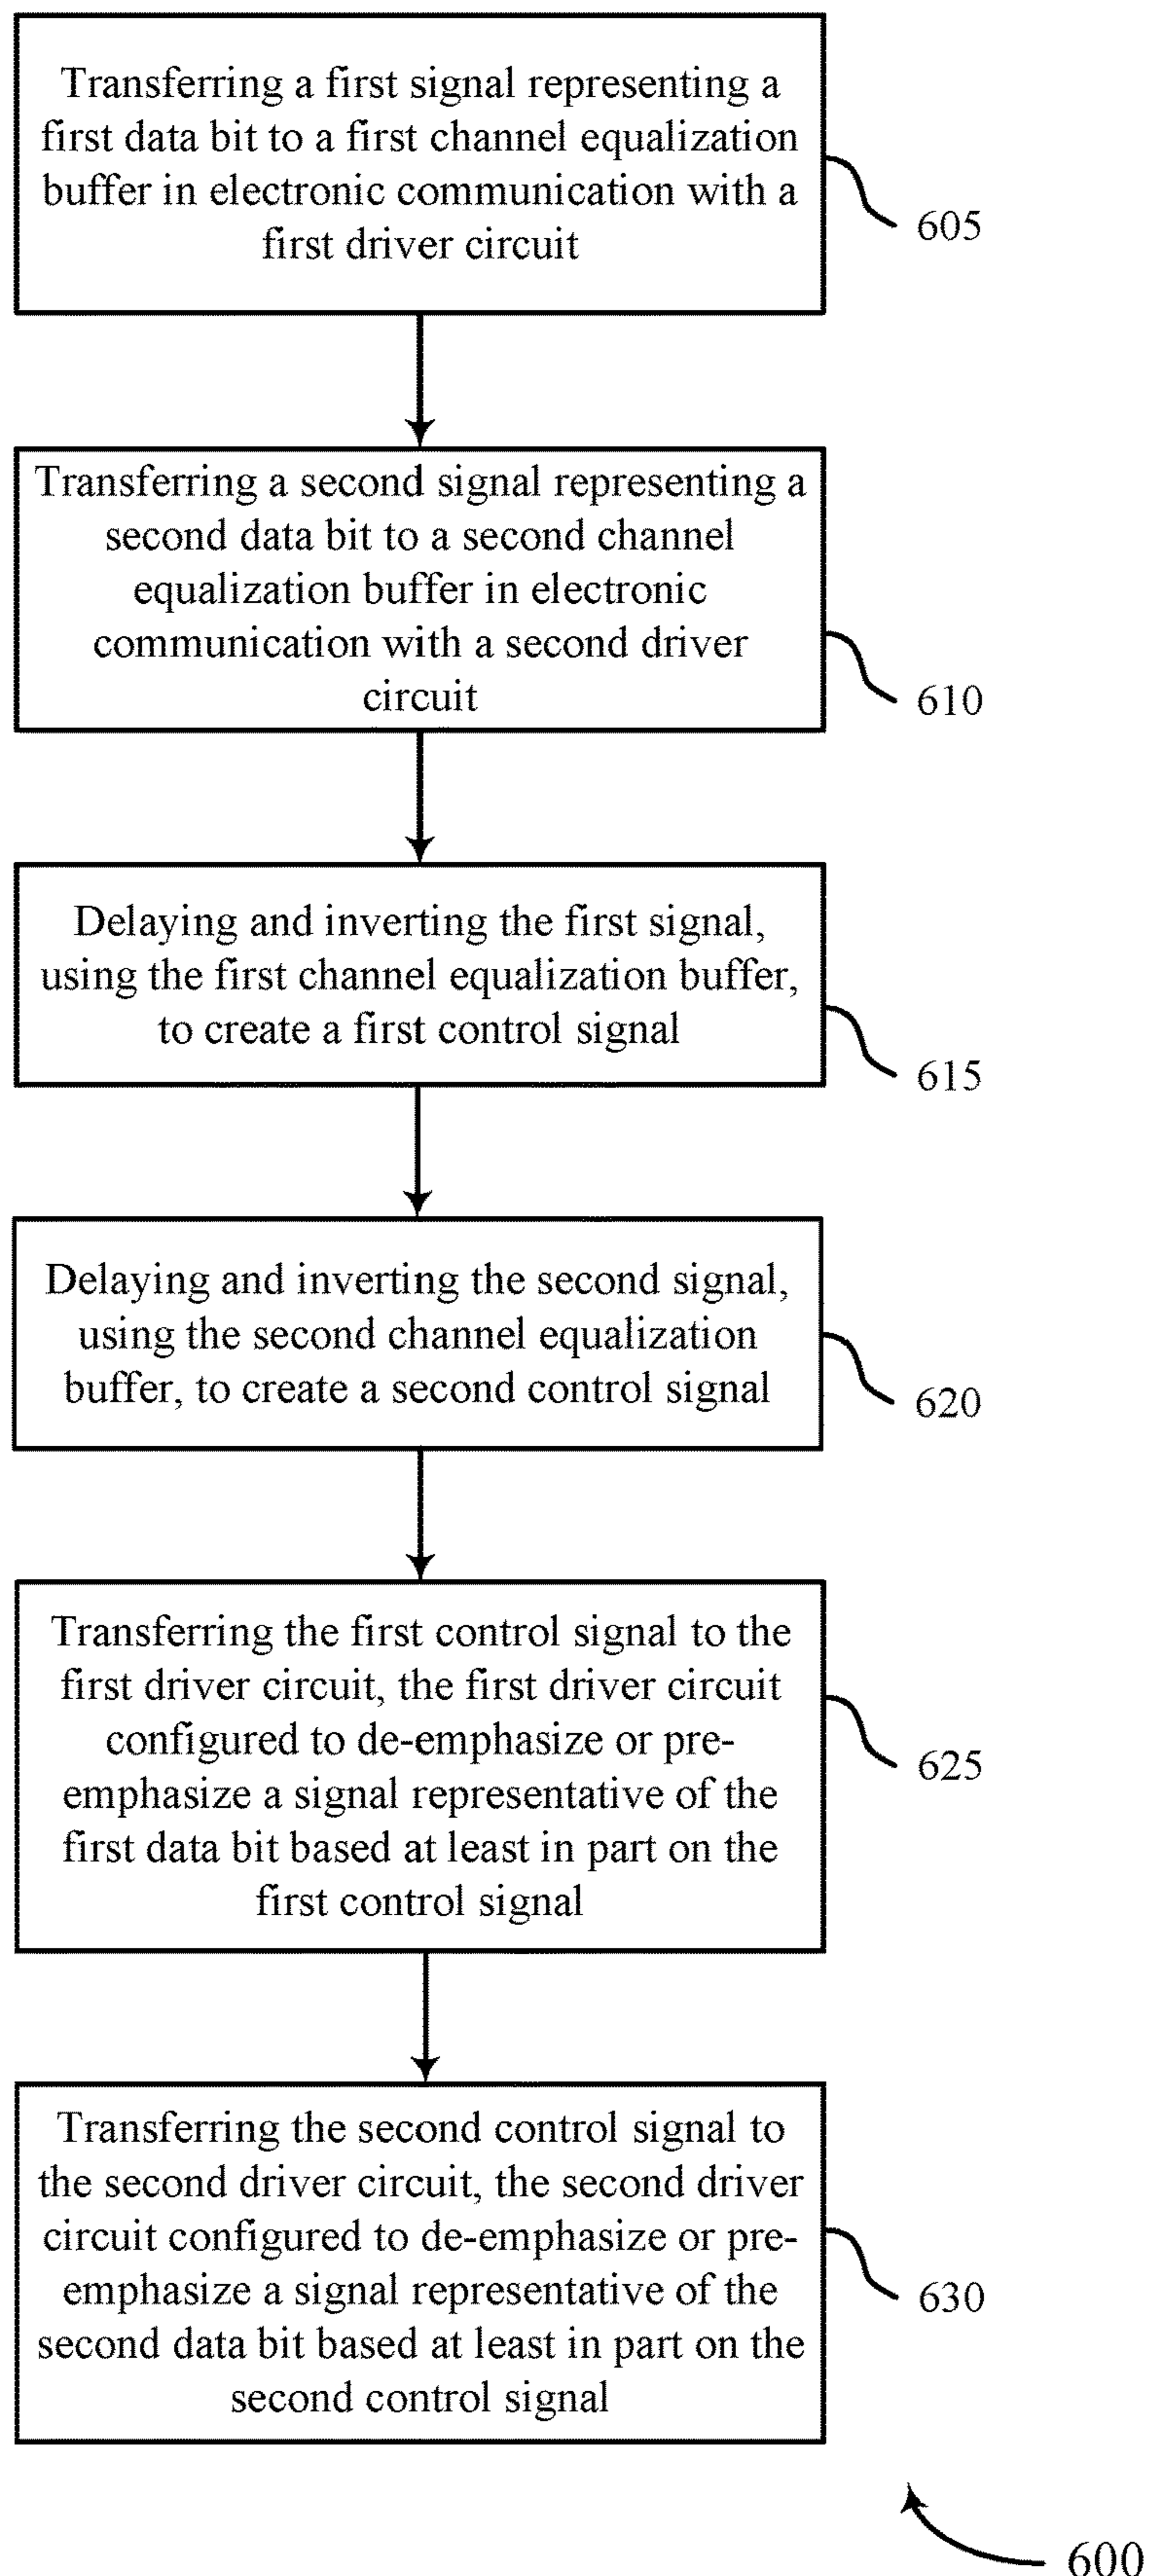 Transferring a first signal representing a
first data bit to a first channel equalization
buffer in electronic communication with a
first driver circuit
605
Transferring a second signal representing a
second data bit to a second channel
equalization buffer in electronic
communication with a second driver
circuit
610
Delaying and inverting the first signal,
using the first channel equalization buffer,
to create a first control signal
615
Delaying and inverting the second signal,
using the second channel equalization
buffer, to create a second control signal
620
Transferring the first control signal to the
first driver circuit, the first driver circuit
configured to de-emphasize or pre-
emphasize a signal representative of the
first data bit based at least in part on the
first control signal
625
Transferring the second control signal to
the second driver circuit, the second driver
circuit configured to de-emphasize or pre-
emphasize a signal representative of the
second data bit based at least in part on the
second control signal
630
600